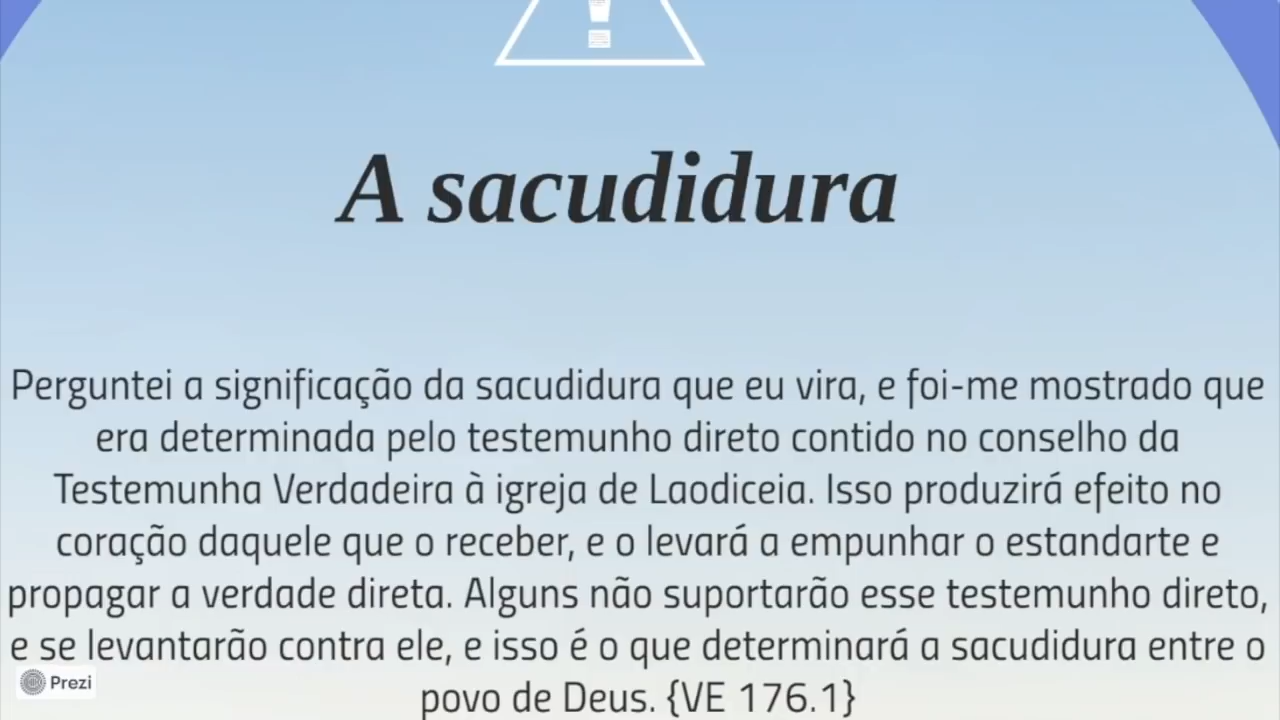 !
A sacudidura
Perguntei a significação da sacudidura que eu vira, e foi-me mostrado que
era determinada pelo testemunho direto contido no conselho da
Testemunha Verdadeira à igreja de Laodiceia. Isso produzirá efeito no
coração daquele que o receber, e o levará a empunhar o estandarte e
propagar a verdade direta. Alguns não suportarão esse testemunho direto,
e se levantarão contra ele, e isso é o que determinará a sacudidura entre o
povo de Deus. {VE 176.1}
Prezi